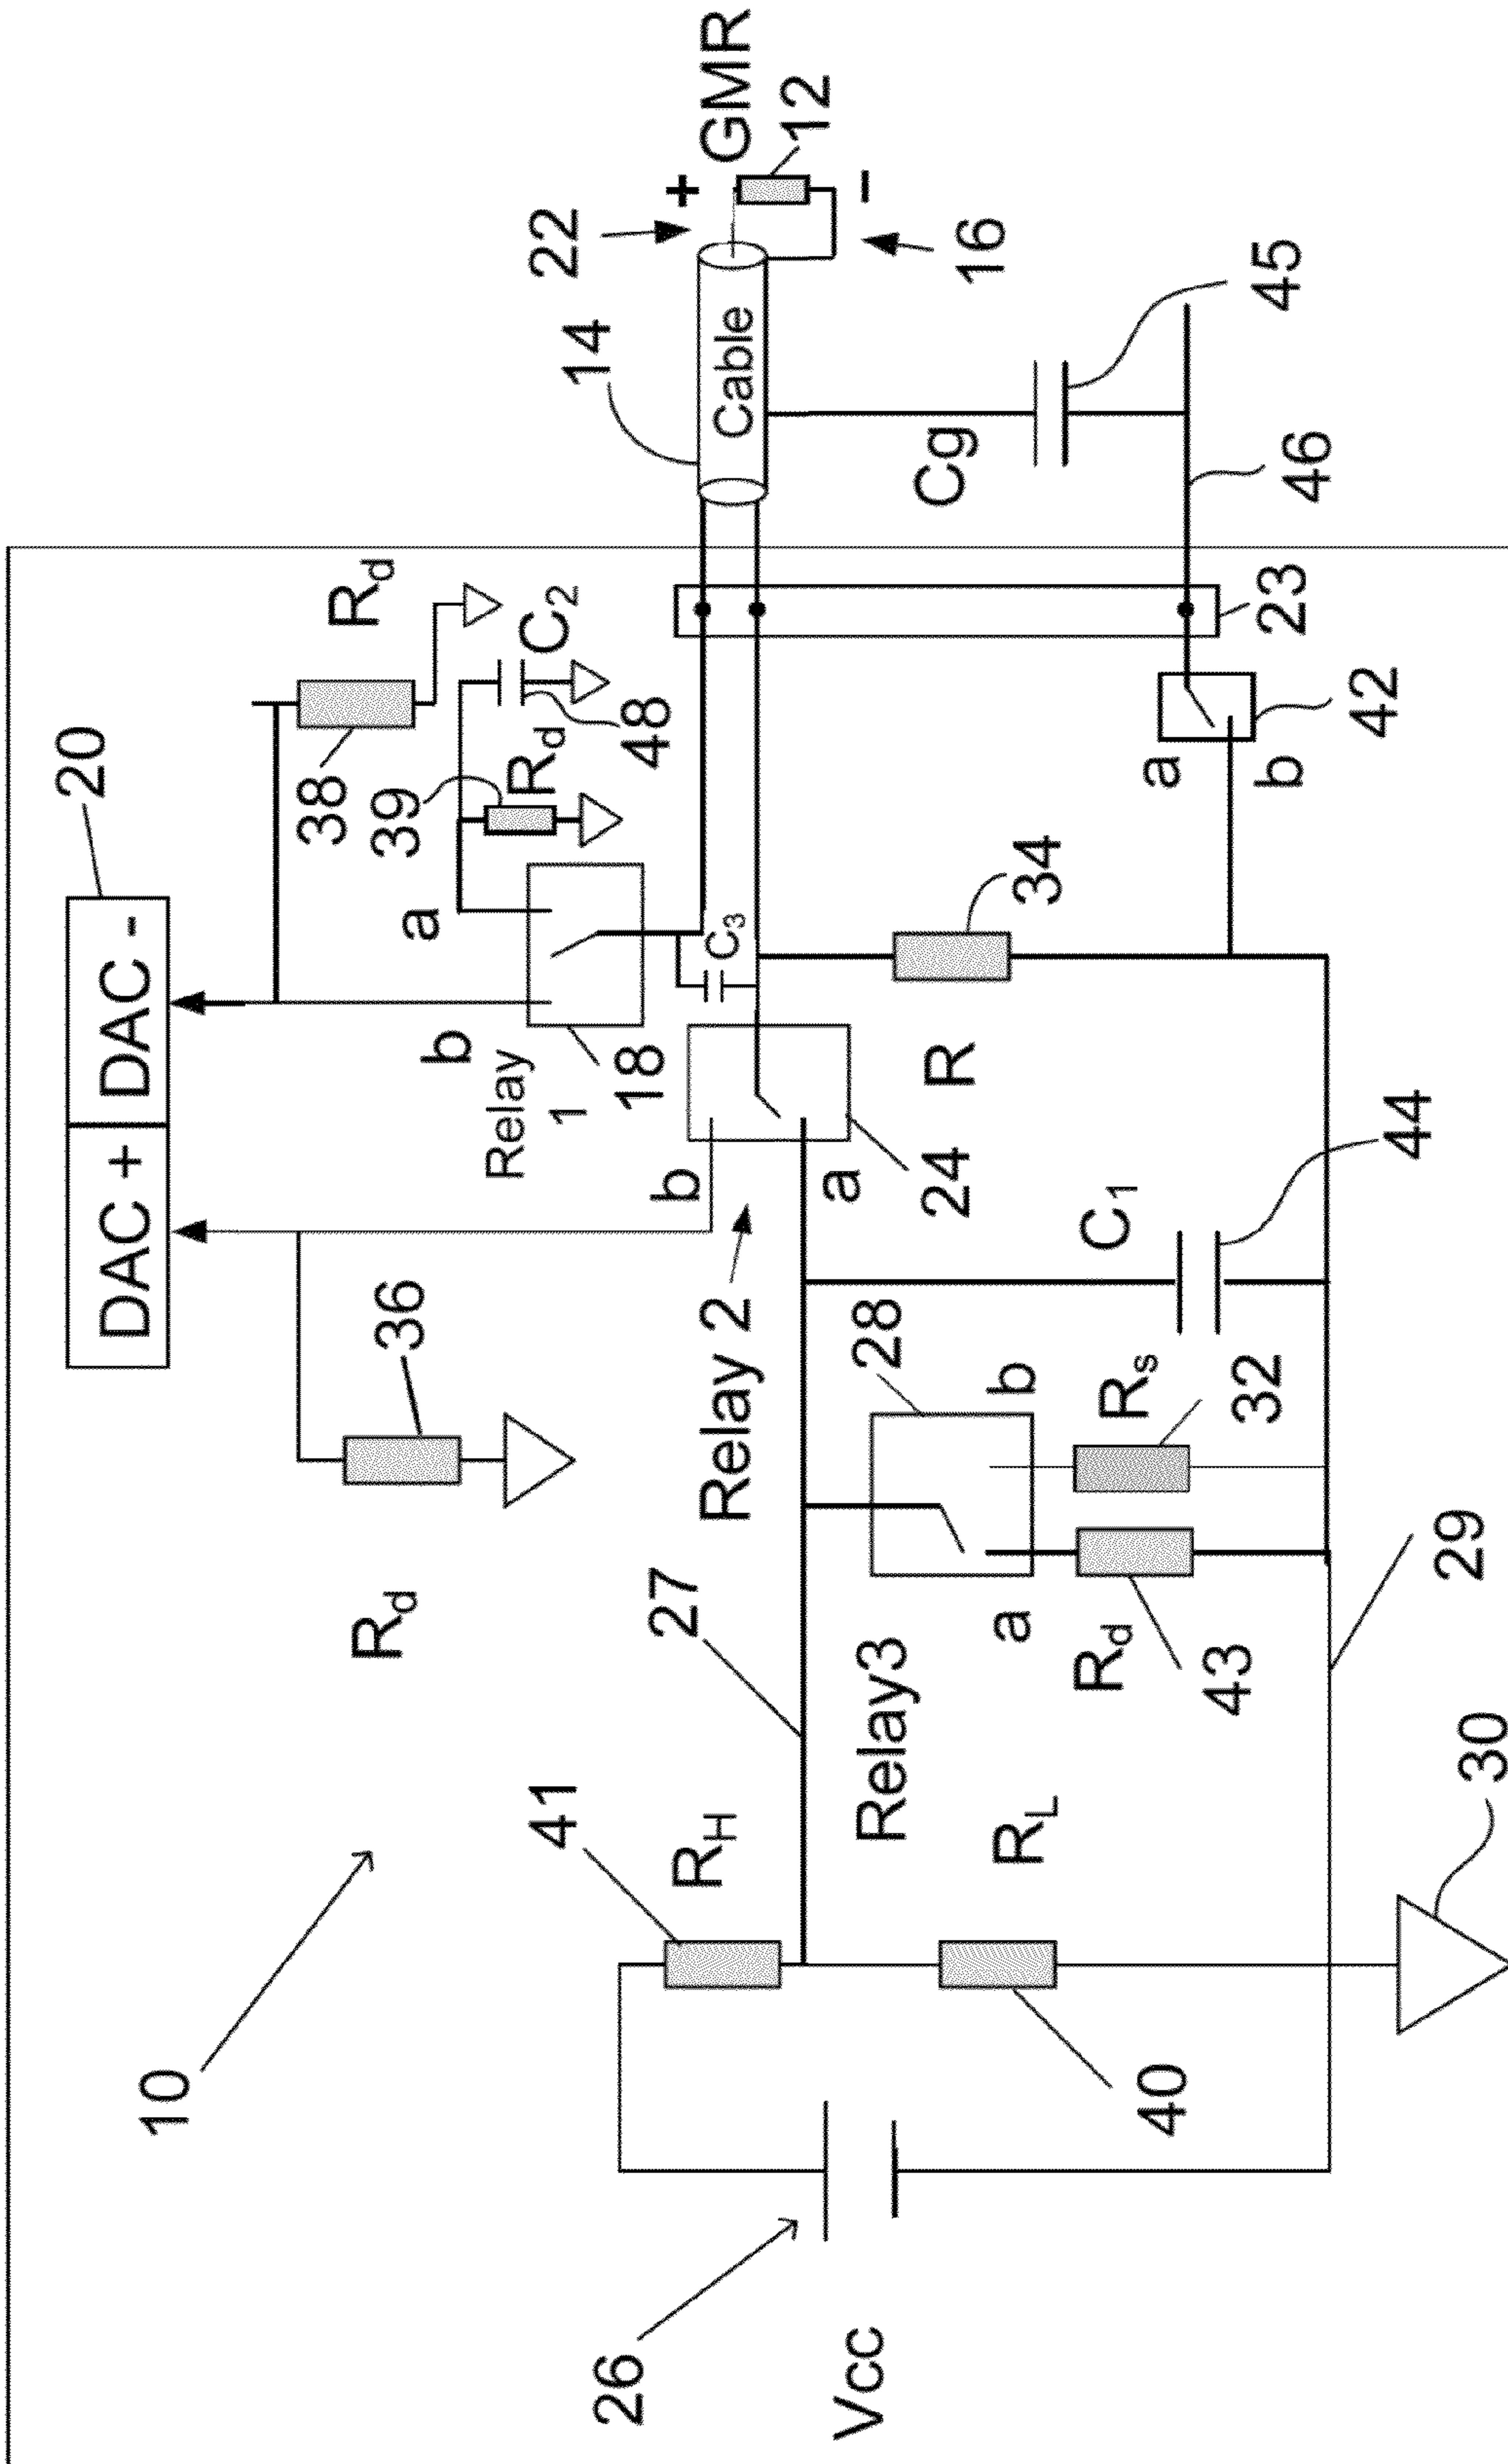 10
20
DAC + DAC -
36
Rd
38
Rd
39
a
Rd
C2
48
b
Relay
1
18
C3
22
+
GMR
12
-
16
14
Cable
Cg
45
46
23
a
b
42
34
R
b
a
24
Relay 2
27
41
RH
28
b
Relay3
a
Rs
32
Rd
43
C1
44
RL
40
26
Vcc
29
30